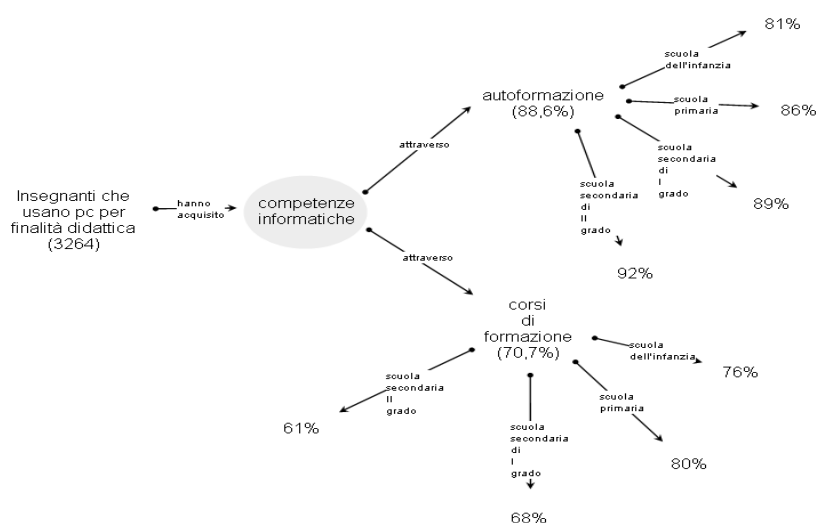 Insegnanti che
usano pc per
finalità didattica
(3264)
hanno
acquisito
competenze
informatiche
attraverso
autoformazione
(88,6%)
scuola
dell'infanzia
81%
scuola
primaria
86%
scuola
secondaria
di
I
grado
89%
scuola
secondaria
di
II
grado
92%
attraverso
corsi
di
formazione
(70,7%)
scuola
dell'infanzia
76%
scuola
primaria
80%
scuola
secondaria
di
I
grado
68%
scuola
secondaria
II
grado
61%